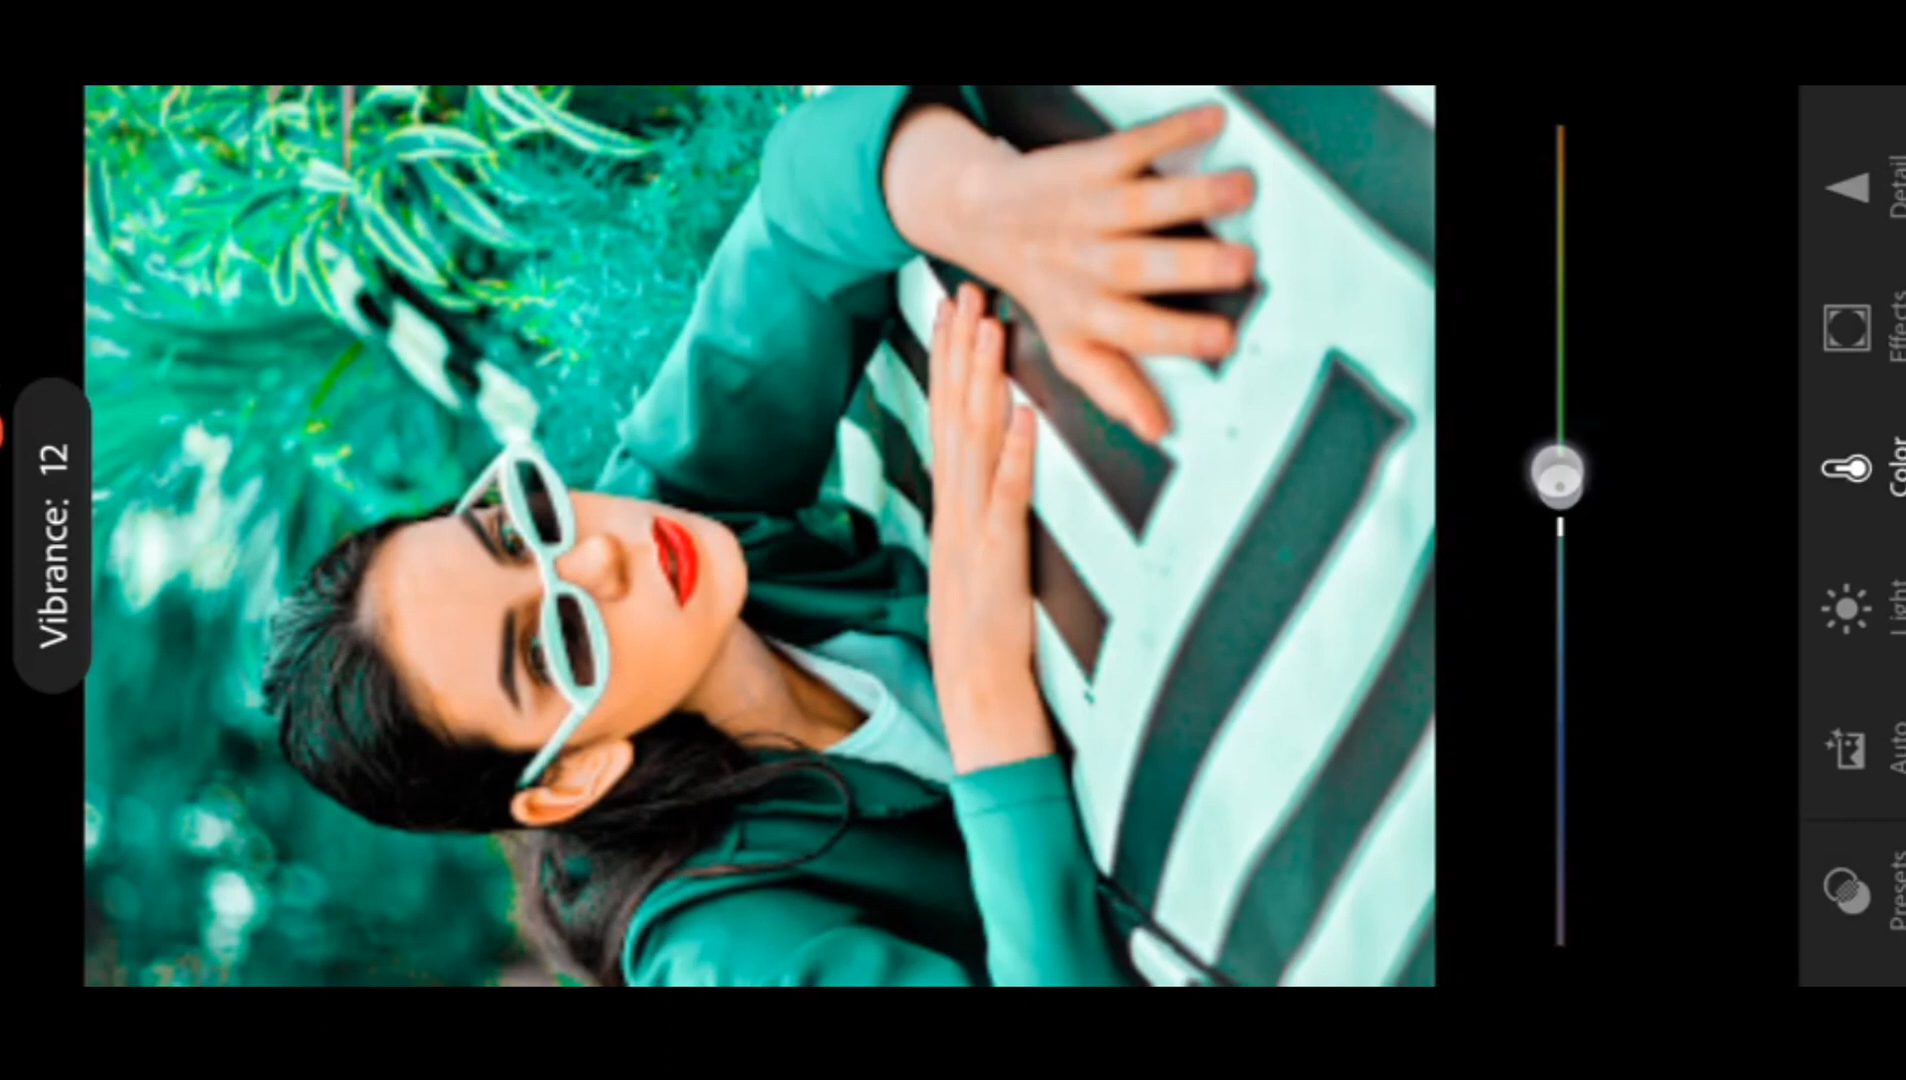 Vibrance: 12
Presets
Auto
Light
Color
Effects
Detail